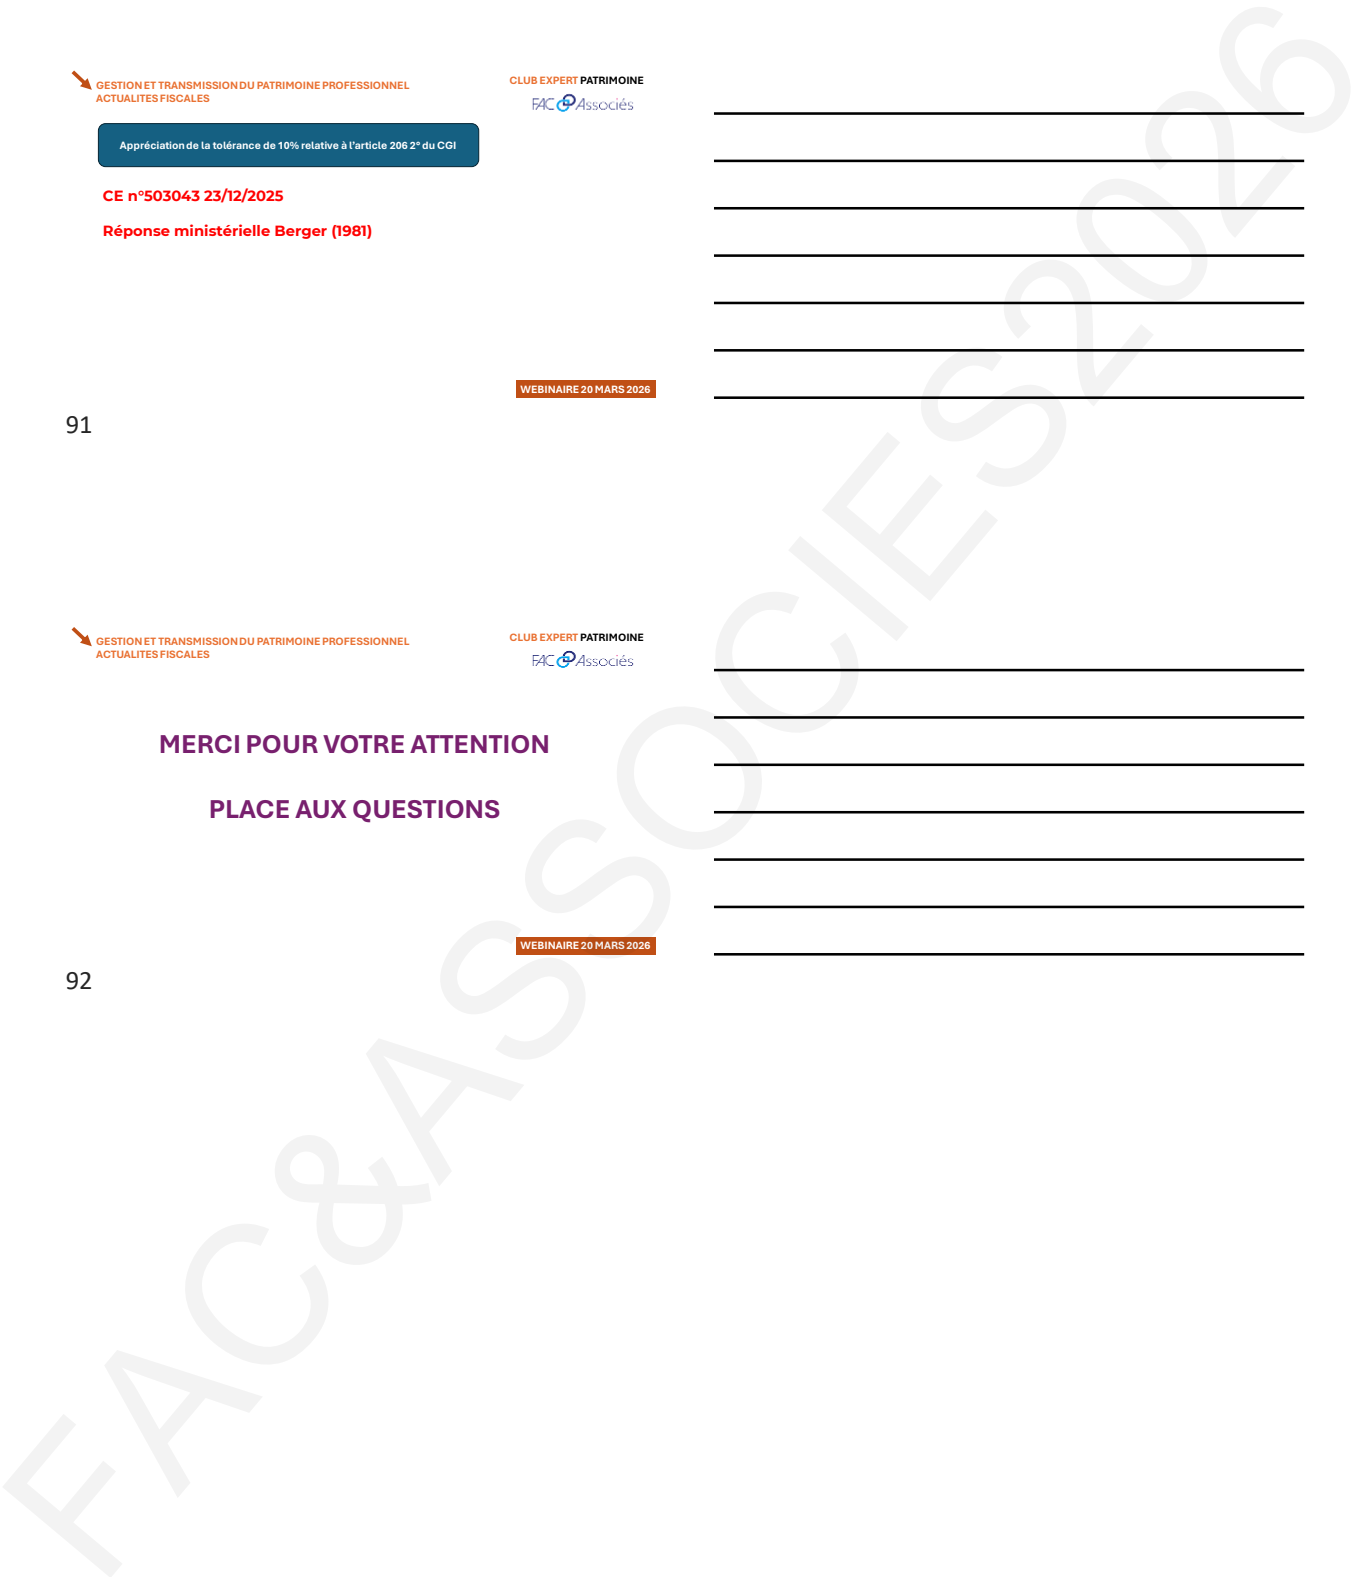 GESTION ET TRANSMISSION DU PATRIMOINE PROFESSIONNEL
ACTUALITES FISCALES
CLUB EXPERT PATRIMOINE
FAC Associés
Appréciation de la tolérance de 10% relative à l'article 206 2° du CGI
CE n°503043 23/12/2025
Réponse ministérielle Berger (1981)
WEBINAIRE 20 MARS 2026
91
GESTION ET TRANSMISSION DU PATRIMOINE PROFESSIONNEL
ACTUALITES FISCALES
CLUB EXPERT PATRIMOINE
FAC Associés
MERCI POUR VOTRE ATTENTION
PLACE AUX QUESTIONS
WEBINAIRE 20 MARS 2026
92
FAC&ASSOCIES2026